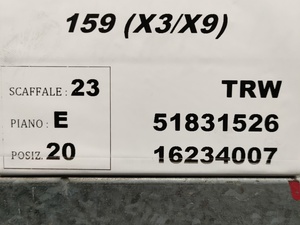 159 (X3/X9)
SCAFFALE : 23
TRW
PIANO : E
51831526
POSIZ. 20
16234007